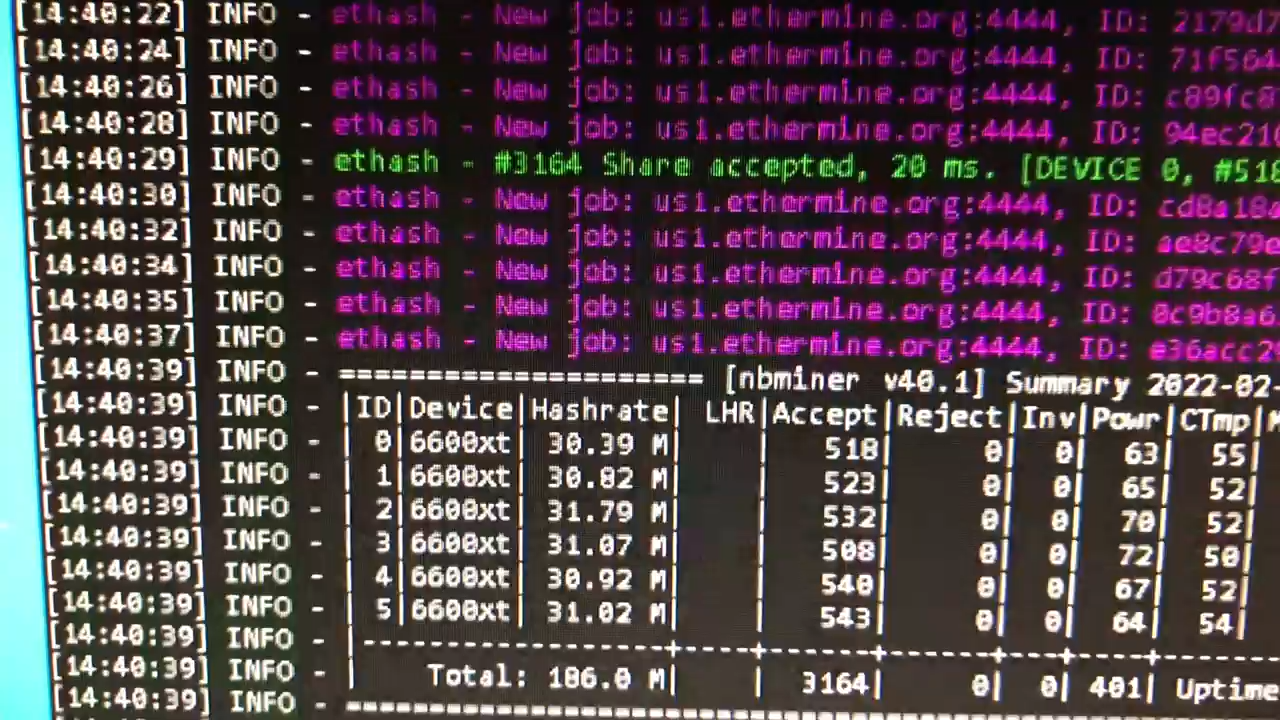 [14:40:22] INFO - ethash - New job: us1.ethermine.org:4444, ID: 2179d7
[14:40:24] INFO - ethash - New job: us1.ethermine.org:4444, ID: 71f564
[14:40:26] INFO - ethash - New job: us1.ethermine.org:4444, ID: c89fc8
[14:40:28] INFO - ethash - New job: us1.ethermine.org:4444, ID: 94ec210
[14:40:29] INFO - ethash - #3164 Share accepted, 20 ms. [DEVICE 0, #518
[14:40:30] INFO - ethash - New job: us1.ethermine.org:4444, ID: cd8a184
[14:40:32] INFO - ethash - New job: us1.ethermine.org:4444, ID: ae8c79e
[14:40:34] INFO - ethash - New job: us1.ethermine.org:4444, ID: d79c68f
[14:40:35] INFO - ethash - New job: us1.ethermine.org:4444, ID: 0c9b8a6
[14:40:37] INFO - ethash - New job: us1.ethermine.org:4444, ID: e36acc29
[14:40:39] INFO - ==================== [nbminer v40.1] Summary 2022-02-
[14:40:39] INFO - |ID|Device|Hashrate| LHR|Accept|Reject|Inv|Powr|CTmp|M
[14:40:39] INFO - | 0|6600xt| 30.39 M| | 518| 0| 0| 63| 55|
[14:40:39] INFO - | 1|6600xt| 30.82 M| | 523| 0| 0| 65| 52|
[14:40:39] INFO - | 2|6600xt| 31.79 M| | 532| 0| 0| 70| 52|
[14:40:39] INFO - | 3|6600xt| 31.07 M| | 508| 0| 0| 72| 50|
[14:40:39] INFO - | 4|6600xt| 30.92 M| | 540| 0| 0| 67| 52|
[14:40:39] INFO - | 5|6600xt| 31.02 M| | 543| 0| 0| 64| 54|
[14:40:39] INFO - |------------------+----+------+------+---+----+----
[14:40:39] INFO - | Total: 186.0 M| | 3164| 0| 0| 401| Uptime
[14:40:39] INFO - ====================